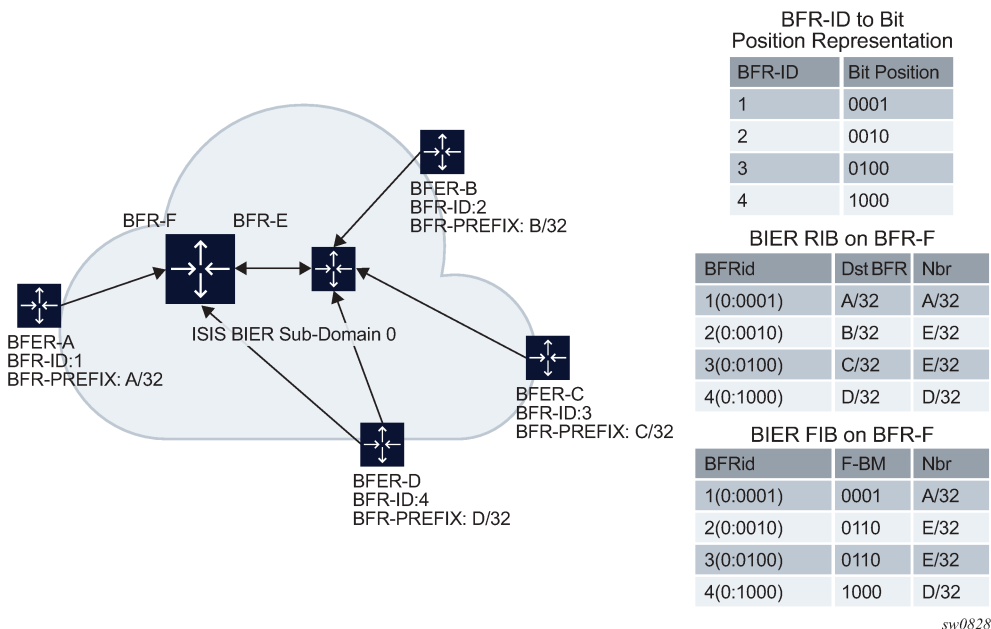 BFR-ID to Bit
Position Representation
BFR-ID Bit Position
1 0001
2 0010
3 0100
4 1000
BFER-B
BFR-ID:2
BFR-PREFIX: B/32
BFR-F BFR-E
ISIS BIER Sub-Domain 0
BFER-A
BFR-ID:1
BFR-PREFIX: A/32
BFER-C
BFR-ID:3
BFR-PREFIX: C/32
BFER-D
BFR-ID:4
BFR-PREFIX: D/32
BIER RIB on BFR-F
BFRid Dst BFR Nbr
1(0:0001) A/32 A/32
2(0:0010) B/32 E/32
3(0:0100) C/32 E/32
4(0:1000) D/32 D/32
BIER FIB on BFR-F
BFRid F-BM Nbr
1(0:0001) 0001 A/32
2(0:0010) 0110 E/32
3(0:0100) 0110 E/32
4(0:1000) 1000 D/32
sw0828